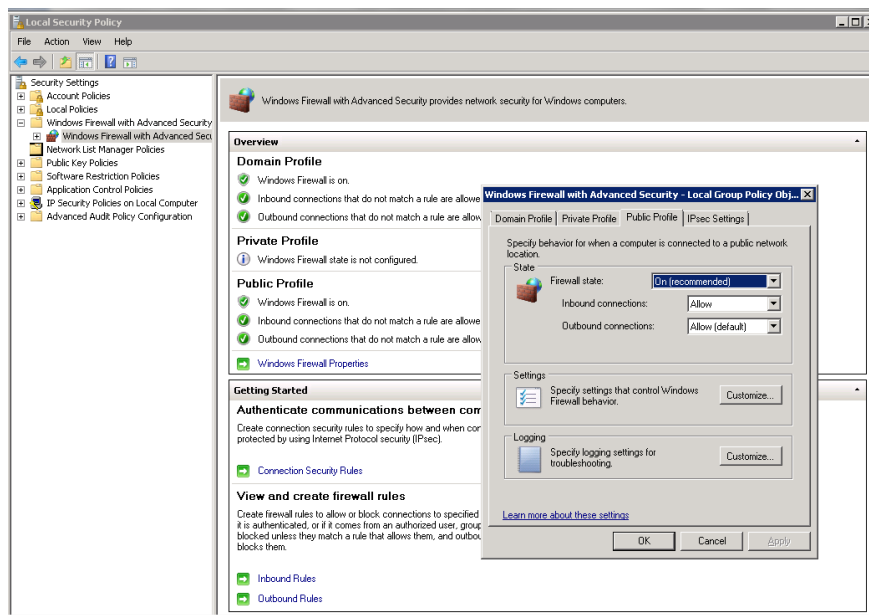 Local Security Policy
File Action View Help
Security Settings
Account Policies
Local Policies
Windows Firewall with Advanced Security
Windows Firewall with Advanced Secu
Network List Manager Policies
Public Key Policies
Software Restriction Policies
Application Control Policies
IP Security Policies on Local Computer
Advanced Audit Policy Configuration
Windows Firewall with Advanced Security provides network security for Windows computers.
Overview
Domain Profile
Windows Firewall is on.
Inbound connections that do not match a rule are allowe
Outbound connections that do not match a rule are allow
Private Profile
Windows Firewall state is not configured.
Public Profile
Windows Firewall is on.
Inbound connections that do not match a rule are allowe
Outbound connections that do not match a rule are allow
Windows Firewall Properties
Getting Started
Authenticate communications between com
Create connection security rules to specify how and when con
protected by using Internet Protocol security (IPsec).
Connection Security Rules
View and create firewall rules
Create firewall rules to allow or block connections to specified
it is authenticated, or if it comes from an authorized user, group
blocked unless they match a rule that allows them, and outbou
blocks them.
Inbound Rules
Outbound Rules
Windows Firewall with Advanced Security - Local Group Policy Obj...
Domain Profile Private Profile Public Profile IPsec Settings
Specify behavior for when a computer is connected to a public network
location.
State
Firewall state: On (recommended)
Inbound connections: Allow
Outbound connections: Allow (default)
Settings
Specify settings that control Windows
Firewall behavior.
Customize...
Logging
Specify logging settings for
troubleshooting.
Customize...
Learn more about these settings
OK Cancel Apply